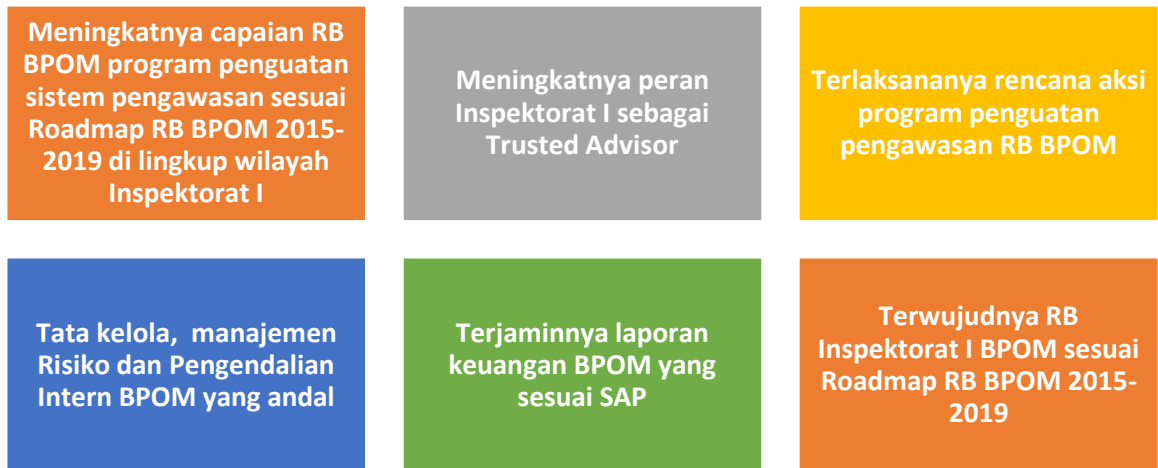 Meningkatnya capaian RB
BPOM program penguatan
sistem pengawasan sesuai
Roadmap RB BPOM 2015-
2019 di lingkup wilayah
Inspektorat I
Meningkatnya peran
Inspektorat I sebagai
Trusted Advisor
Terlaksananya rencana aksi
program penguatan
pengawasan RB BPOM
Tata kelola, manajemen
Risiko dan Pengendalian
Intern BPOM yang andal
Terjaminnya laporan
keuangan BPOM yang
sesuai SAP
Terwujudnya RB
Inspektorat I BPOM sesuai
Roadmap RB BPOM 2015-
2019